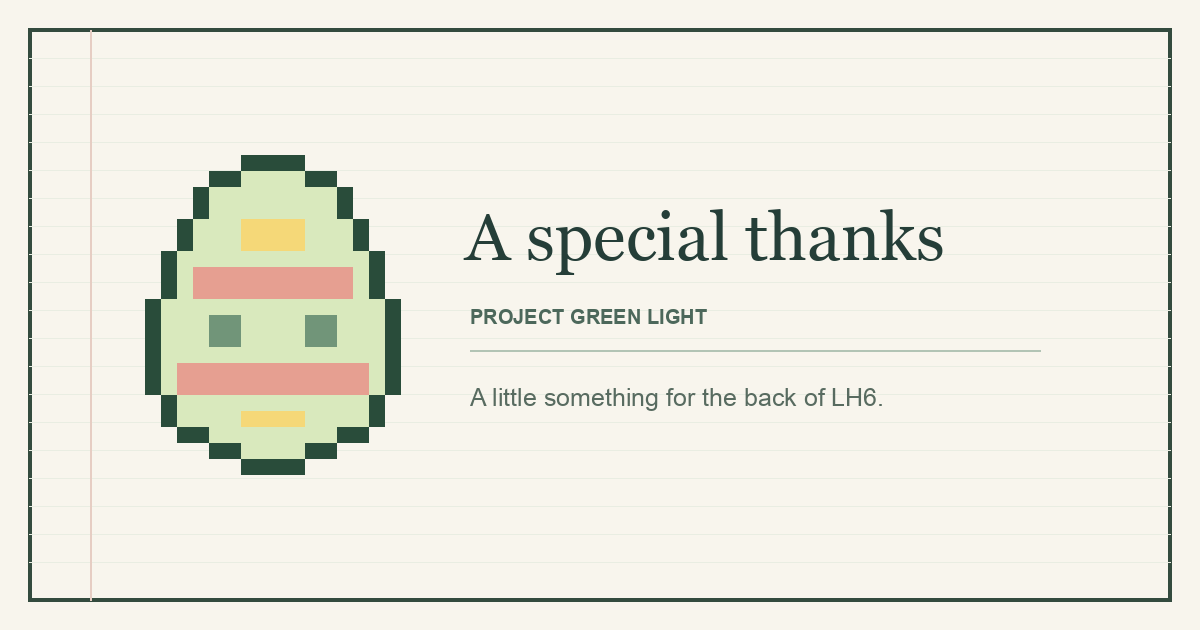 A special thanks
PROJECT GREEN LIGHT
A little something for the back of LH6.